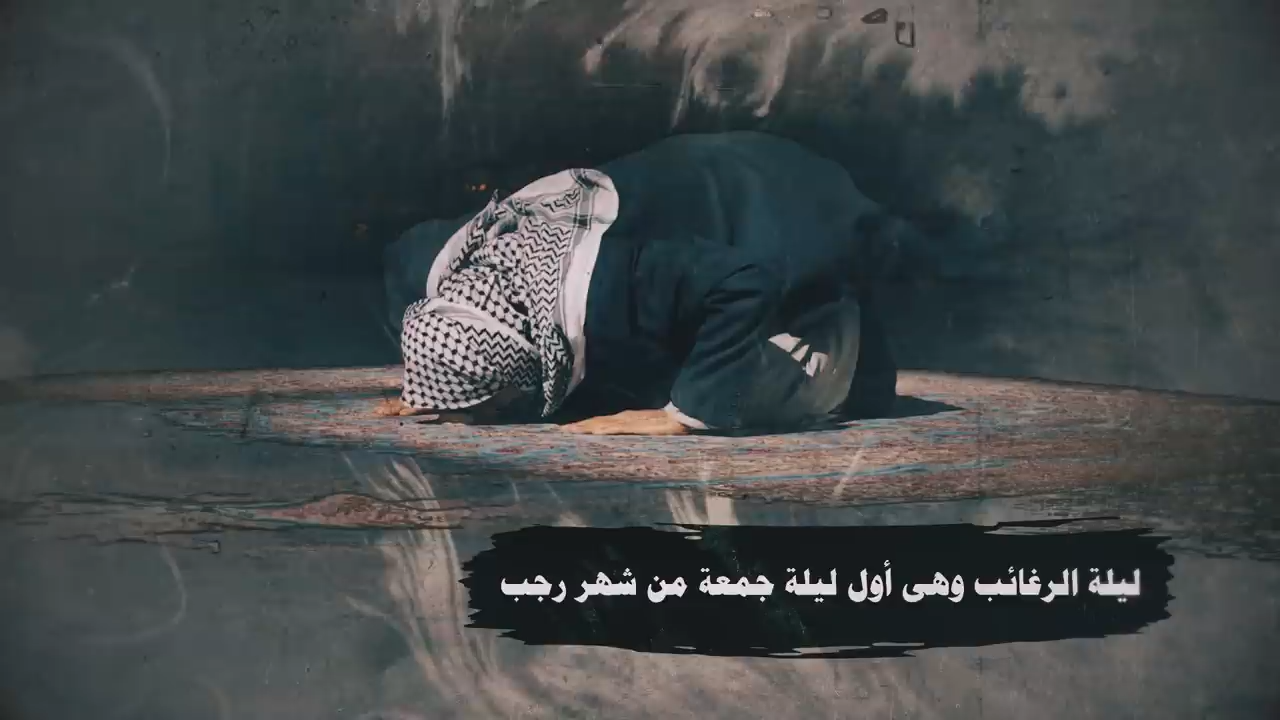 ليلة الرغائب وهى أول ليلة جمعة من شهر رجب